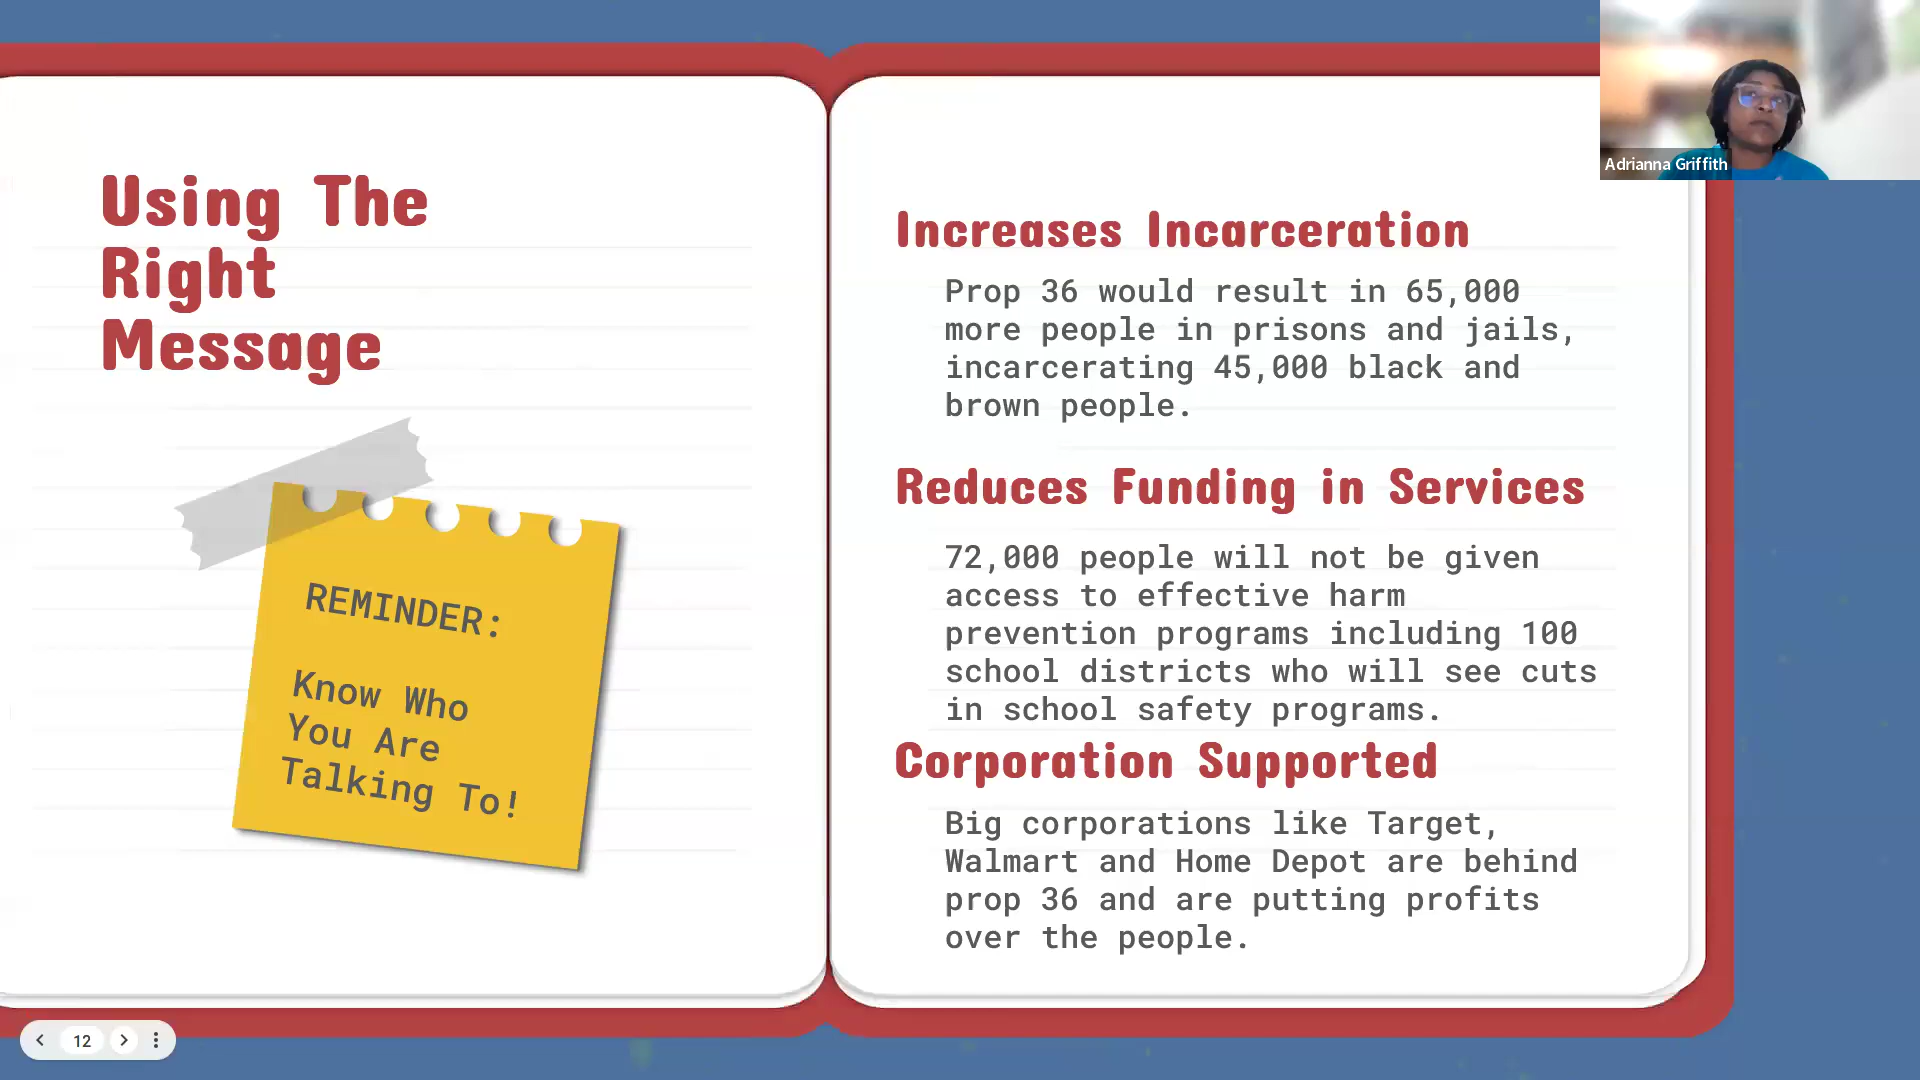 Using The
Right
Message
REMINDER:
Know Who
You Are
Talking To!
Increases Incarceration
Prop 36 would result in 65,000
more people in prisons and jails,
incarcerating 45,000 black and
brown people.
Reduces Funding in Services
72,000 people will not be given
access to effective harm
prevention programs including 100
school districts who will see cuts
in school safety programs.
Corporation Supported
Big corporations like Target,
Walmart and Home Depot are behind
prop 36 and are putting profits
over the people.
Adrianna Griffith
12